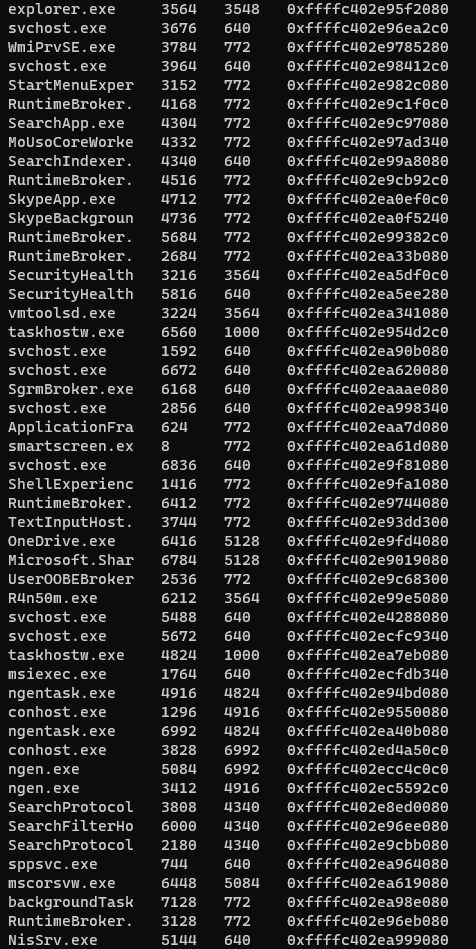 explorer.exe 3564 3548 0xffffc402e95f2080
svchost.exe 3676 640 0xffffc402e96ea2c0
WmiPrvSE.exe 3784 772 0xffffc402e9785280
svchost.exe 3964 640 0xffffc402e98412c0
StartMenuExper 3152 772 0xffffc402e982c080
RuntimeBroker. 4168 772 0xffffc402e9c1f0c0
SearchApp.exe 4304 772 0xffffc402e9c97080
MoUsoCoreWorke 4332 772 0xffffc402e97ad340
SearchIndexer. 4340 640 0xffffc402e99a8080
RuntimeBroker. 4516 772 0xffffc402e9cb92c0
SkypeApp.exe 4712 772 0xffffc402ea0ef0c0
SkypeBackgroun 4736 772 0xffffc402ea0f5240
RuntimeBroker. 5684 772 0xffffc402e99382c0
RuntimeBroker. 2684 772 0xffffc402ea33b080
SecurityHealth 3216 3564 0xffffc402ea5df0c0
SecurityHealth 5816 640 0xffffc402ea5ee280
vmtoolsd.exe 3224 3564 0xffffc402ea341080
taskhostw.exe 6560 1000 0xffffc402e954d2c0
svchost.exe 1592 640 0xffffc402ea90b080
svchost.exe 6672 640 0xffffc402ea620080
SgrmBroker.exe 6168 640 0xffffc402eaaae080
svchost.exe 2856 640 0xffffc402ea998340
ApplicationFra 624 772 0xffffc402eaa7d080
smartscreen.ex 8 772 0xffffc402ea61d080
svchost.exe 6836 640 0xffffc402e9f81080
ShellExperienc 1416 772 0xffffc402e9fa1080
RuntimeBroker. 6412 772 0xffffc402e9744080
TextInputHost. 3744 772 0xffffc402e93dd300
OneDrive.exe 6416 5128 0xffffc402e9fd4080
Microsoft.Shar 6784 5128 0xffffc402e9019080
UserOOBEBroker 2536 772 0xffffc402e9c68300
R4n50m.exe 6212 3564 0xffffc402e99e5080
svchost.exe 5488 640 0xffffc402e4288080
svchost.exe 5672 640 0xffffc402ecfc9340
taskhostw.exe 4824 1000 0xffffc402ea7eb080
msiexec.exe 1764 640 0xffffc402ecfdb340
ngentask.exe 4916 4824 0xffffc402e94bd080
conhost.exe 1296 4916 0xffffc402e9550080
ngentask.exe 6992 4824 0xffffc402ea40b080
conhost.exe 3828 6992 0xffffc402ed4a50c0
ngen.exe 5084 6992 0xffffc402ecc4c0c0
ngen.exe 3412 4916 0xffffc402ec5592c0
SearchProtocol 3808 4340 0xffffc402e8ed0080
SearchFilterHo 6000 4340 0xffffc402e96ee080
SearchProtocol 2180 4340 0xffffc402e9cbb080
sppsvc.exe 744 640 0xffffc402ea964080
mscorsvw.exe 6448 5084 0xffffc402ea619080
backgroundTask 7128 772 0xffffc402ea98e080
RuntimeBroker. 3128 772 0xffffc402e96eb080
NisSrv.exe 5144 640 0xffffc402ea999080